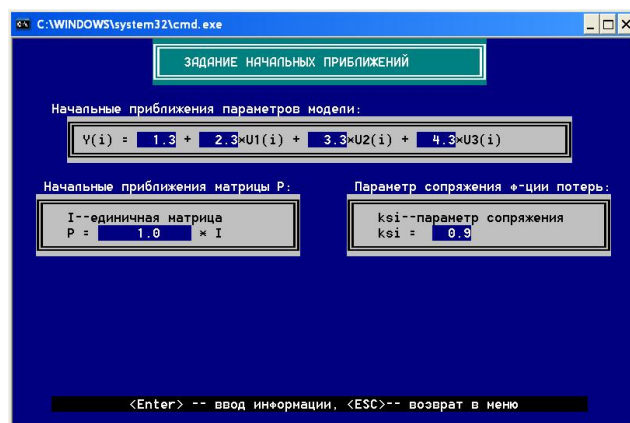 C:\WINDOWS\system32\cmd.exe
ЗАДАНИЕ НАЧАЛЬНЫХ ПРИБЛИЖЕНИЙ
Начальные приближения параметров модели:
Y(i) = 1.3 + 2.3×U1(i) + 3.3×U2(i) + 4.3×U3(i)
Начальные приближения матрицы P:
I--единичная матрица
P = 1.0 × I
Параметр сопряжения ф-ции потерь:
ksi--параметр сопряжения
ksi = 0.9
<Enter> -- ввод информации, <ESC>-- возврат в меню